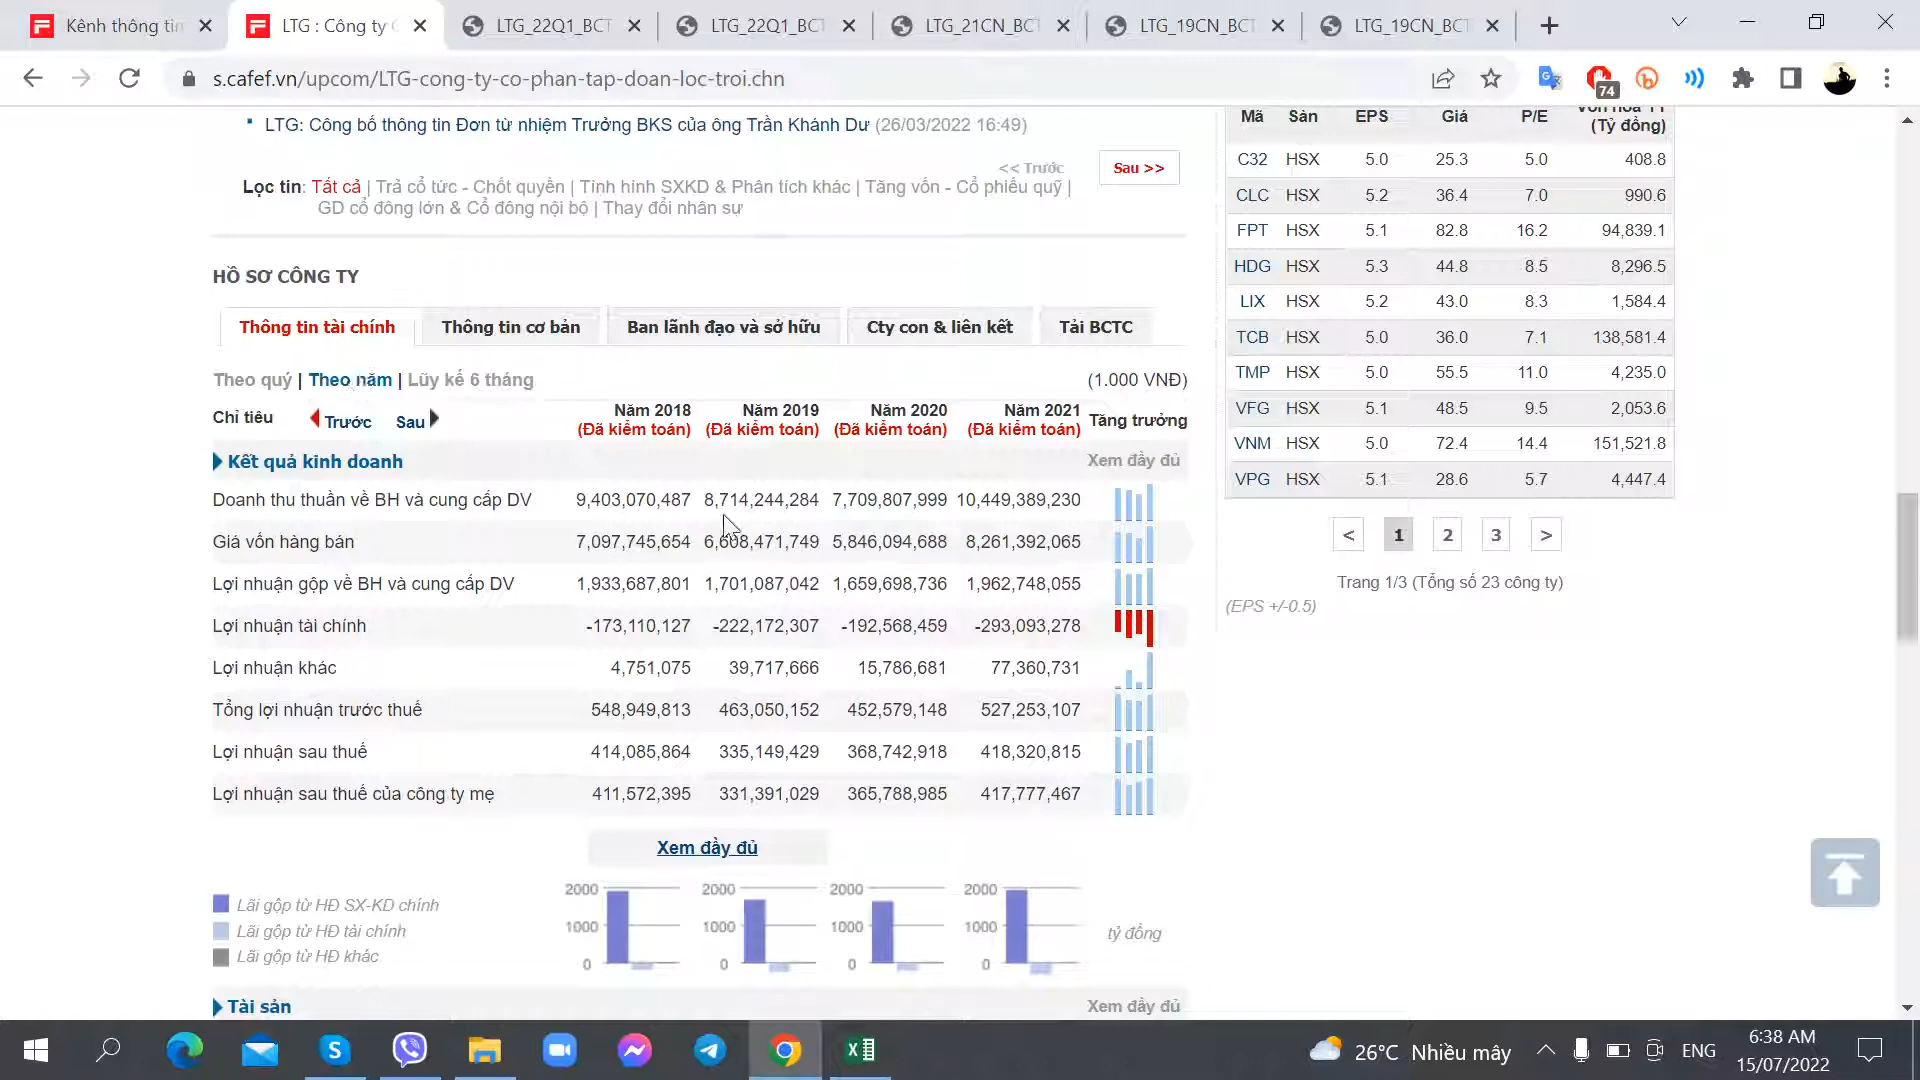 Kênh thông tin
LTG : Công ty C
LTG_22Q1_BCT
LTG_22Q1_BCT
LTG_21CN_BCT
LTG_19CN_BCT
LTG_19CN_BCT
s.cafef.vn/upcom/LTG-cong-ty-co-phan-tap-doan-loc-troi.chn
74
LTG: Công bố thông tin Đơn từ nhiệm Trưởng BKS của ông Trần Khánh Dư (26/03/2022 16:49)
<< Trước Sau >>
Lọc tin: Tất cả | Trả cổ tức - Chốt quyền | Tình hình SXKD & Phân tích khác | Tăng vốn - Cổ phiếu quỹ |
GD cổ đông lớn & Cổ đông nội bộ | Thay đổi nhân sự
HỒ SƠ CÔNG TY
Thông tin tài chính Thông tin cơ bản Ban lãnh đạo và sở hữu Cty con & liên kết Tải BCTC
Theo quý | Theo năm | Lũy kế 6 tháng (1.000 VNĐ)
Chỉ tiêu Trước Sau Năm 2018 Năm 2019 Năm 2020 Năm 2021 Tăng trưởng
(Đã kiểm toán) (Đã kiểm toán) (Đã kiểm toán) (Đã kiểm toán)
Kết quả kinh doanh Xem đầy đủ
Doanh thu thuần về BH và cung cấp DV 9,403,070,487 8,714,244,284 7,709,807,999 10,449,389,230
Giá vốn hàng bán 7,097,745,654 6,608,471,749 5,846,094,688 8,261,392,065
Lợi nhuận gộp về BH và cung cấp DV 1,933,687,801 1,701,087,042 1,659,698,736 1,962,748,055
Lợi nhuận tài chính -173,110,127 -222,172,307 -192,568,459 -293,093,278
Lợi nhuận khác 4,751,075 39,717,666 15,786,681 77,360,731
Tổng lợi nhuận trước thuế 548,949,813 463,050,152 452,579,148 527,253,107
Lợi nhuận sau thuế 414,085,864 335,149,429 368,742,918 418,320,815
Lợi nhuận sau thuế của công ty mẹ 411,572,395 331,391,029 365,788,985 417,777,467
Xem đầy đủ
Lãi gộp từ HĐ SX-KD chính
Lãi gộp từ HĐ tài chính
Lãi gộp từ HĐ khác
2000 2000 2000 2000
1000 1000 1000 1000 tỷ đồng
0 0 0 0
Tài sản Xem đầy đủ
Mã Sàn EPS Giá P/E Vốn hóa TT
(Tỷ đồng)
C32 HSX 5.0 25.3 5.0 408.8
CLC HSX 5.2 36.4 7.0 990.6
FPT HSX 5.1 82.8 16.2 94,839.1
HDG HSX 5.3 44.8 8.5 8,296.5
LIX HSX 5.2 43.0 8.3 1,584.4
TCB HSX 5.0 36.0 7.1 138,581.4
TMP HSX 5.0 55.5 11.0 4,235.0
VFG HSX 5.1 48.5 9.5 2,053.6
VNM HSX 5.0 72.4 14.4 151,521.8
VPG HSX 5.1 28.6 5.7 4,447.4
< 1 2 3 >
Trang 1/3 (Tổng số 23 công ty)
(EPS +/-0.5)
26°C Nhiều mây
ENG
6:38 AM
15/07/2022